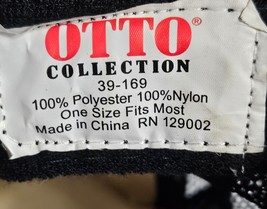 OTTO
COLLECTION
39-169
100% Polyester 100%Nylon
One Size Fits Most
Made in China RN 129002